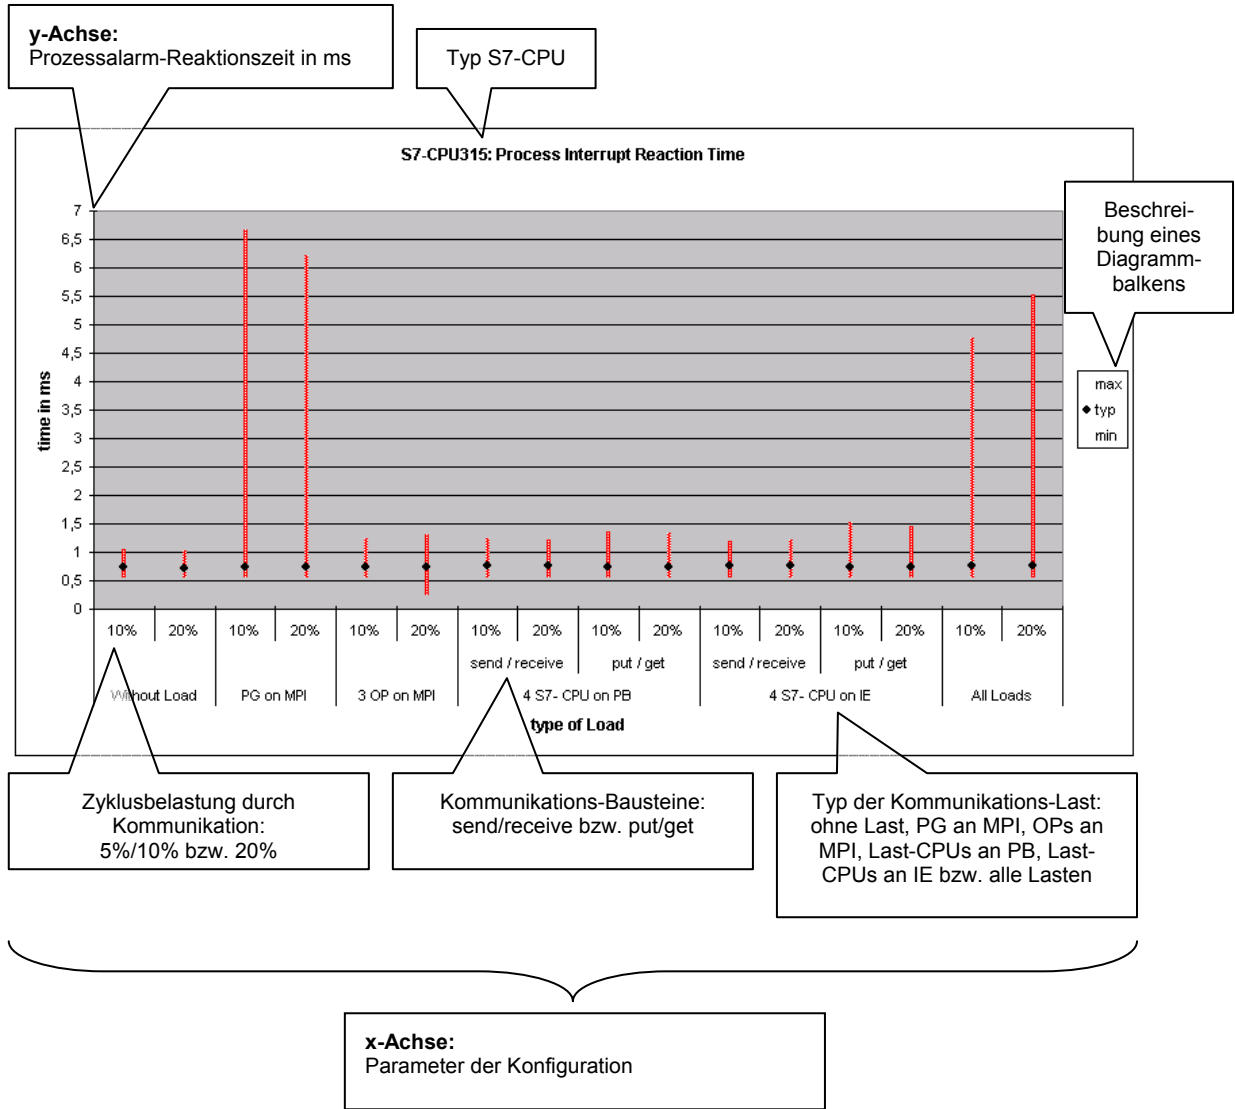 y-Achse:
Prozessalarm-Reaktionszeit in ms
Typ S7-CPU
S7-CPU315: Process Interrupt Reaction Time
Beschrei-
bung eines
Diagramm-
balkens
time in ms
7
6,5
6
5,5
5
4,5
4
3,5
3
2,5
2
1,5
1
0,5
0
max
typ
min
10% 20% 10% 20% 10% 20% 10% 20% 10% 20% 10% 20% 10% 20% 10% 20%
send / receive put / get send / receive put / get
Without Load PG on MPI 3 OP on MPI 4 S7- CPU on PB 4 S7- CPU on IE All Loads
type of Load
Zyklusbelastung durch
Kommunikation:
5%/10% bzw. 20%
Kommunikations-Bausteine:
send/receive bzw. put/get
Typ der Kommunikations-Last:
ohne Last, PG an MPI, OPs an
MPI, Last-CPUs an PB, Last-
CPUs an IE bzw. alle Lasten
x-Achse:
Parameter der Konfiguration